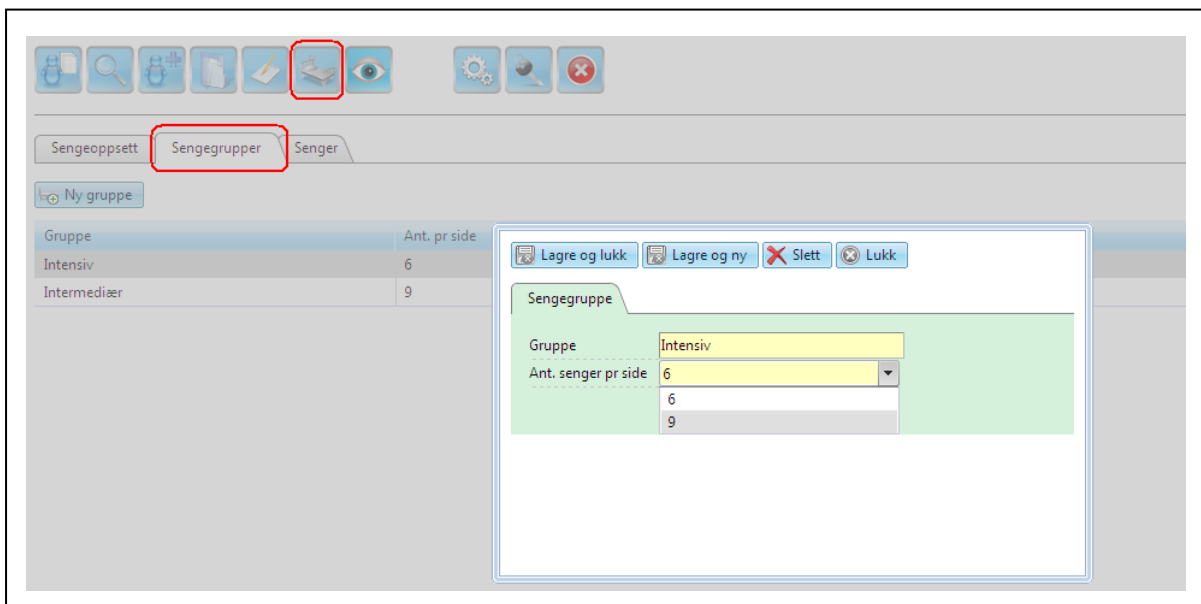 Sengeoppsett Sengegrupper Senger
Ny gruppe
Gruppe Ant. pr side
Intensiv 6
Intermediær 9
Lagre og lukk Lagre og ny Slett Lukk
Sengegruppe
Gruppe Intensiv
Ant. senger pr side 6
6
9